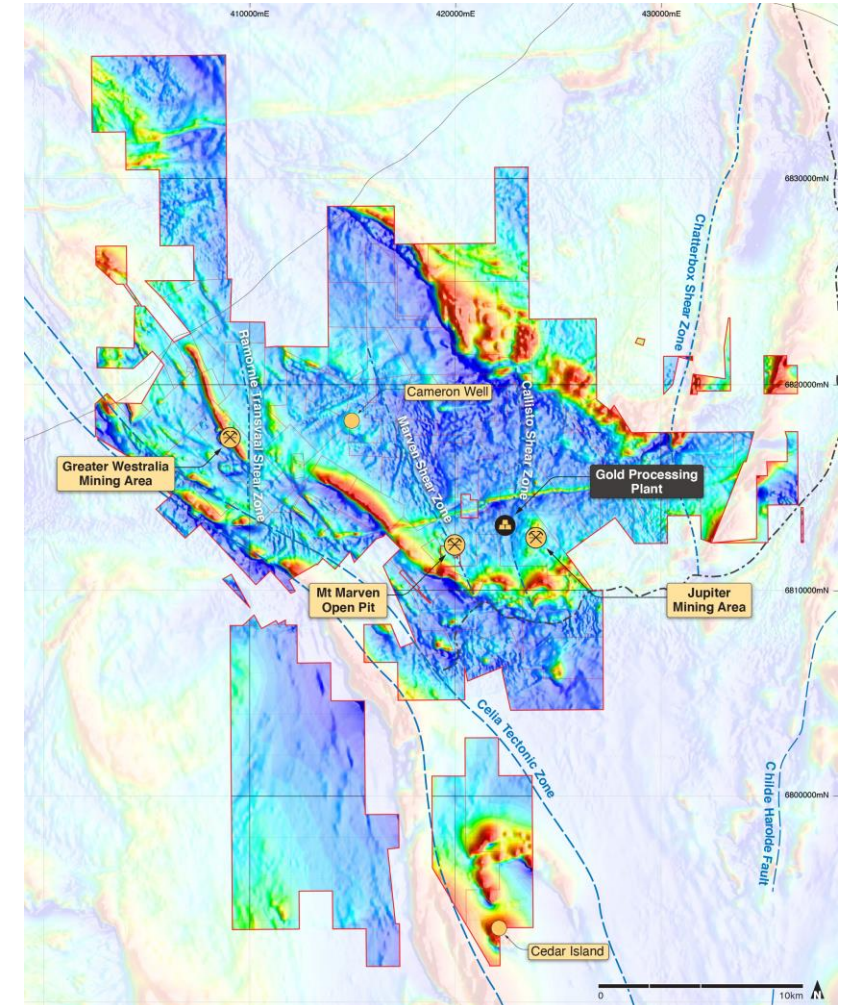 410000mE
420000mE
430000mE
6830000mN
Chatterbox Shear Zone
Ramornie Transvaal Shear Zone
6820000mN
Cameron Well
Marven Shear Zone
Callisto Shear Zone
Greater Westralia
Mining Area
Gold Processing
Plant
Mt Marven
Open Pit
6810000mN
Jupiter
Mining Area
Celia Tectonic Zone
Childe Harolde Fault
6800000mN
Cedar Island
0
10km
N